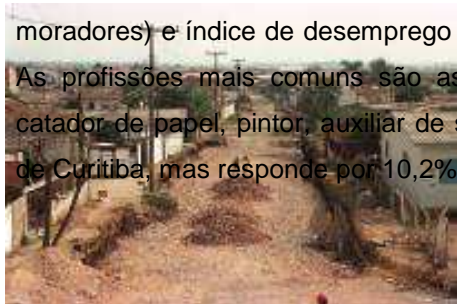 moradores) e índice de desemprego
As profissões mais comuns são as
catador de papel, pintor, auxiliar de s
de Curitiba, mas responde por 10,2%